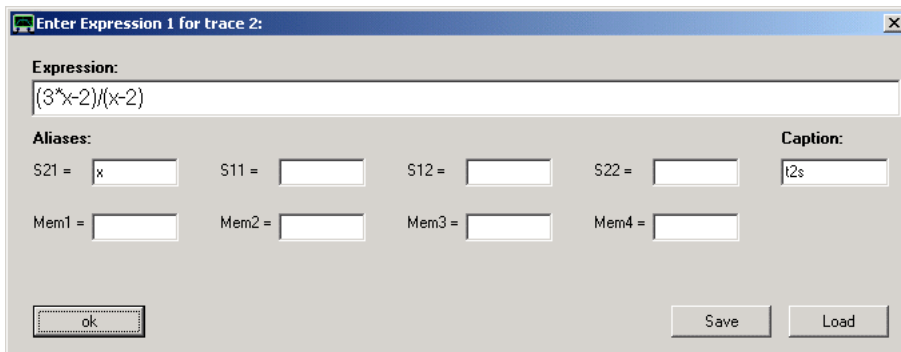 Enter Expression 1 for trace 2:
Expression:
(3*x-2)/(x-2)
Aliases: Caption:
S21 = x S11 = S12 = S22 = t2s
Mem1 = Mem2 = Mem3 = Mem4 =
ok Save Load